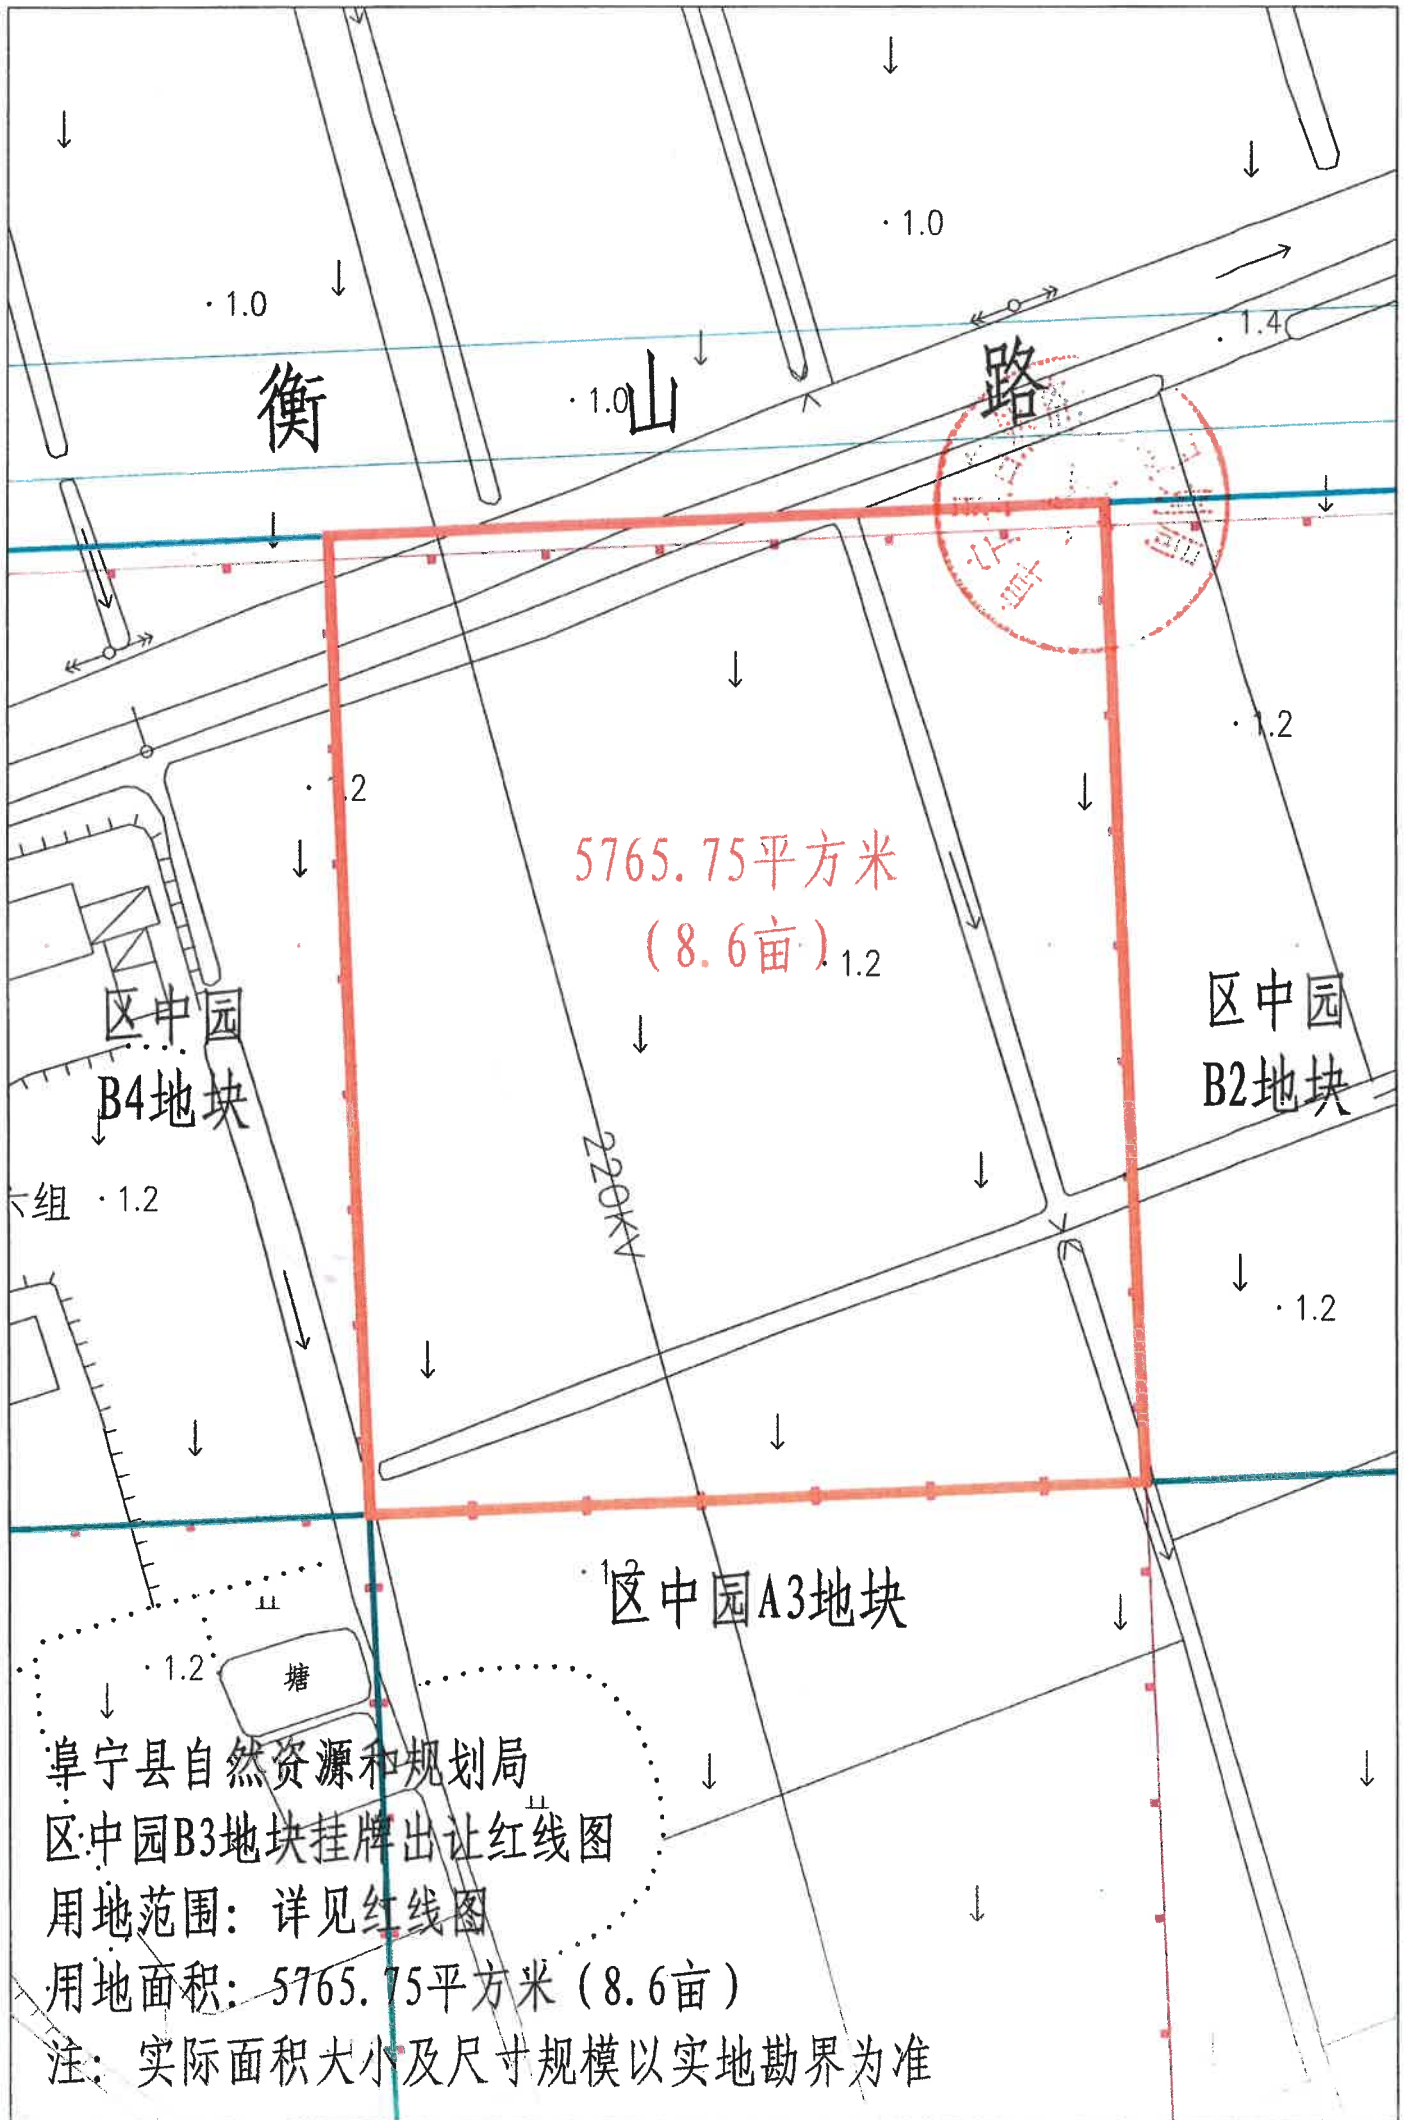 ·1.0
·1.0
·1.4
衡 山 路
·1.0
·1.2
5765.75平方米
(8.6亩)
·1.2
区中园
B4地块
区中园
B2地块
220KV
组 ·1.2
·1.2
区中园A3地块
·1.2
塘
阜宁县自然资源和规划局
区中园B3地块挂牌出让红线图
用地范围：详见红线图
用地面积：5765.75平方米(8.6亩)
注：实际面积大小及尺寸规模以实地勘界为准